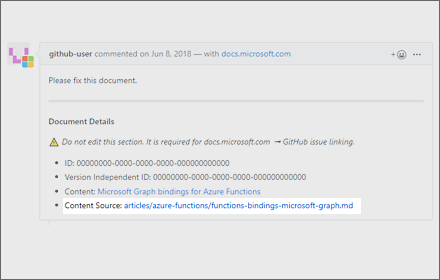 github-user commented on Jun 8, 2018 — with docs.microsoft.com
Please fix this document.
Document Details
⚠ Do not edit this section. It is required for docs.microsoft.com → GitHub issue linking.
• ID: 00000000-0000-0000-0000-000000000000
• Version Independent ID: 00000000-0000-0000-0000-000000000000
• Content: Microsoft Graph bindings for Azure Functions
• Content Source: articles/azure-functions/functions-bindings-microsoft-graph.md